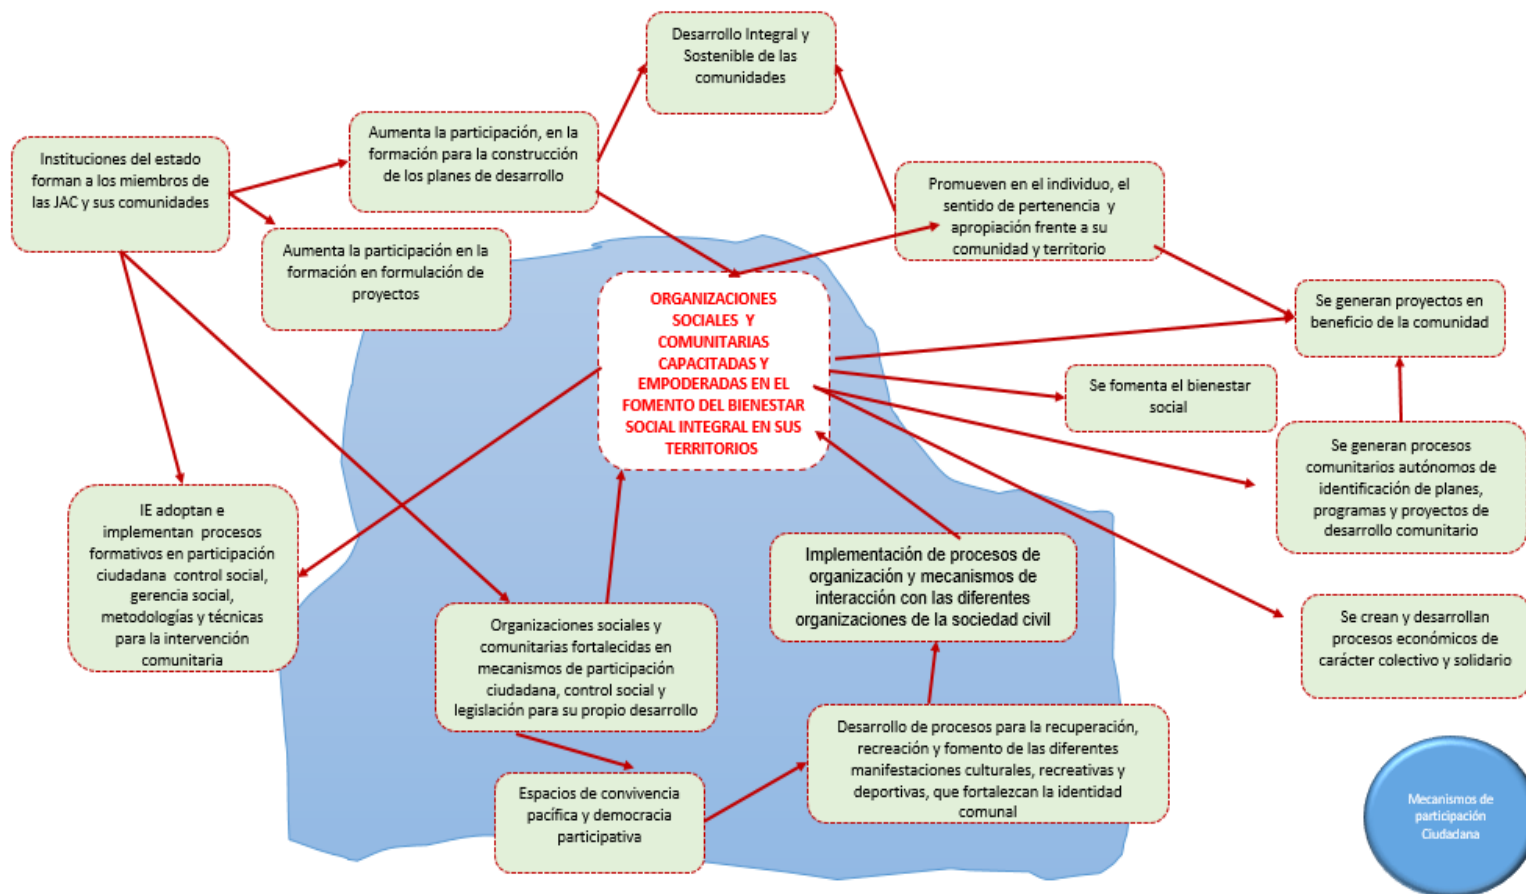 Desarrollo Integral y
Sostenible de las
comunidades
Aumenta la participación, en la
formación para la construcción
de los planes de desarrollo
Instituciones del estado
forman a los miembros de
las JAC y sus comunidades
Promueven en el individuo, el
sentido de pertenencia y
apropiación frente a su
comunidad y territorio
Aumenta la participación en la
formación en formulación de
proyectos
ORGANIZACIONES
SOCIALES Y
COMUNITARIAS
CAPACITADAS Y
EMPODERADAS EN EL
FOMENTO DEL BIENESTAR
SOCIAL INTEGRAL EN SUS
TERRITORIOS
Se generan proyectos en
beneficio de la comunidad
Se fomenta el bienestar
social
Se generan procesos
comunitarios autónomos de
identificación de planes,
programas y proyectos de
desarrollo comunitario
IE adoptan e
implementan procesos
formativos en participación
ciudadana control social,
gerencia social,
metodologías y técnicas
para la intervención
comunitaria
Implementación de procesos de
organización y mecanismos de
interacción con las diferentes
organizaciones de la sociedad civil
Organizaciones sociales y
comunitarias fortalecidas en
mecanismos de participación
ciudadana, control social y
legislación para su propio desarrollo
Se crean y desarrollan
procesos económicos de
carácter colectivo y solidario
Desarrollo de procesos para la recuperación,
recreación y fomento de las diferentes
manifestaciones culturales, recreativas y
deportivas, que fortalezcan la identidad
comunal
Espacios de convivencia
pacífica y democracia
participativa
Mecanismos de
participación
Ciudadana